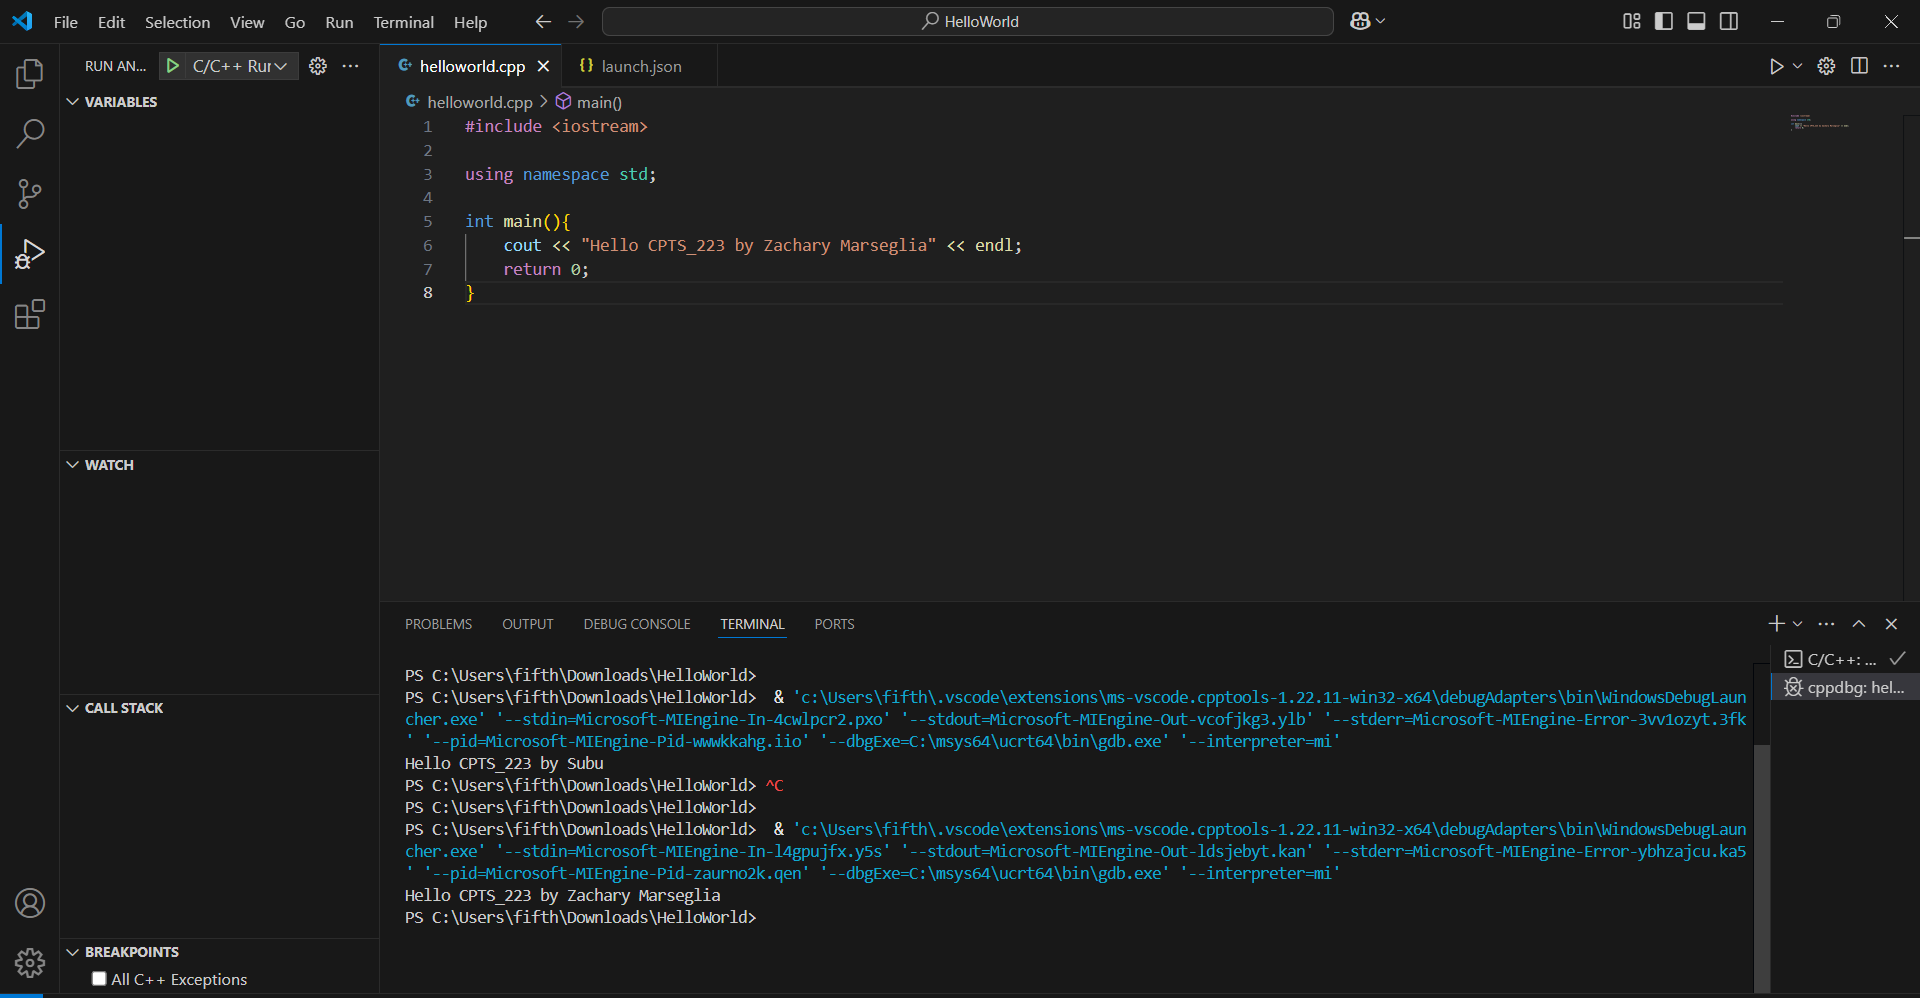 File Edit Selection View Go Run Terminal Help HelloWorld
RUN AN... C/C++ Rur
helloworld.cpp launch.json
VARIABLES
helloworld.cpp > main()
1 #include <iostream>
2
3 using namespace std;
4
5 int main(){
6 cout << "Hello CPTS_223 by Zachary Marseglia" << endl;
7 return 0;
8 }
WATCH
CALL STACK
BREAKPOINTS
All C++ Exceptions
PROBLEMS OUTPUT DEBUG CONSOLE TERMINAL PORTS
C/C++: ...
cppdbg: hel...
PS C:\Users\fifth\Downloads\HelloWorld>
PS C:\Users\fifth\Downloads\HelloWorld> & 'c:\Users\fifth\.vscode\extensions\ms-vscode.cpptools-1.22.11-win32-x64\debugAdapters\bin\WindowsDebugLaun
cher.exe' '--stdin=Microsoft-MIEngine-In-4cwlpcr2.pxo' '--stdout=Microsoft-MIEngine-Out-vcofjkg3.ylb' '--stderr=Microsoft-MIEngine-Error-3vv1ozyt.3fk
' '--pid=Microsoft-MIEngine-Pid-wwwkkahg.iio' '--dbgExe=C:\msys64\ucrt64\bin\gdb.exe' '--interpreter=mi'
Hello CPTS_223 by Subu
PS C:\Users\fifth\Downloads\HelloWorld> ^C
PS C:\Users\fifth\Downloads\HelloWorld>
PS C:\Users\fifth\Downloads\HelloWorld> & 'c:\Users\fifth\.vscode\extensions\ms-vscode.cpptools-1.22.11-win32-x64\debugAdapters\bin\WindowsDebugLaun
cher.exe' '--stdin=Microsoft-MIEngine-In-l4gpujfx.y5s' '--stdout=Microsoft-MIEngine-Out-ldsjebyt.kan' '--stderr=Microsoft-MIEngine-Error-ybhzajcu.ka5
' '--pid=Microsoft-MIEngine-Pid-zaurno2k.qen' '--dbgExe=C:\msys64\ucrt64\bin\gdb.exe' '--interpreter=mi'
Hello CPTS_223 by Zachary Marseglia
PS C:\Users\fifth\Downloads\HelloWorld>